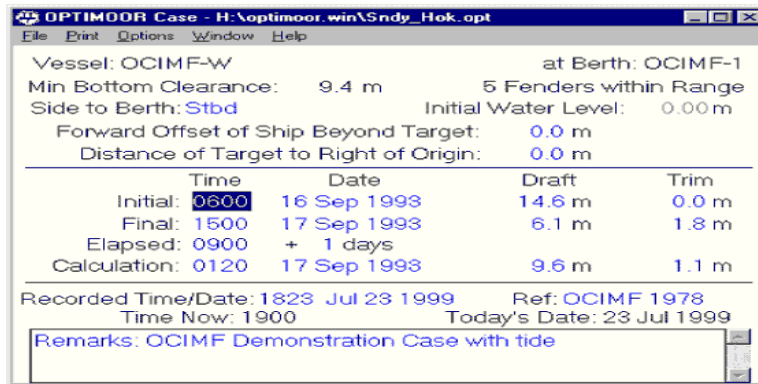 OPTIMOOR Case - H:\optimoor.win\Sndy_Hok.opt
File Print Options Window Help
Vessel: OCIMF-W at Berth: OCIMF-1
Min Bottom Clearance: 9.4 m 5 Fenders within Range
Side to Berth: Stbd Initial Water Level: 0.00 m
Forward Offset of Ship Beyond Target: 0.0 m
Distance of Target to Right of Origin: 0.0 m
Time Date Draft Trim
Initial: 0600 16 Sep 1993 14.6 m 0.0 m
Final: 1500 17 Sep 1993 6.1 m 1.8 m
Elapsed: 0900 + 1 days
Calculation: 0120 17 Sep 1993 9.6 m 1.1 m
Recorded Time/Date: 1823 Jul 23 1999 Ref: OCIMF 1978
Time Now: 1900 Today's Date: 23 Jul 1999
Remarks: OCIMF Demonstration Case with tide